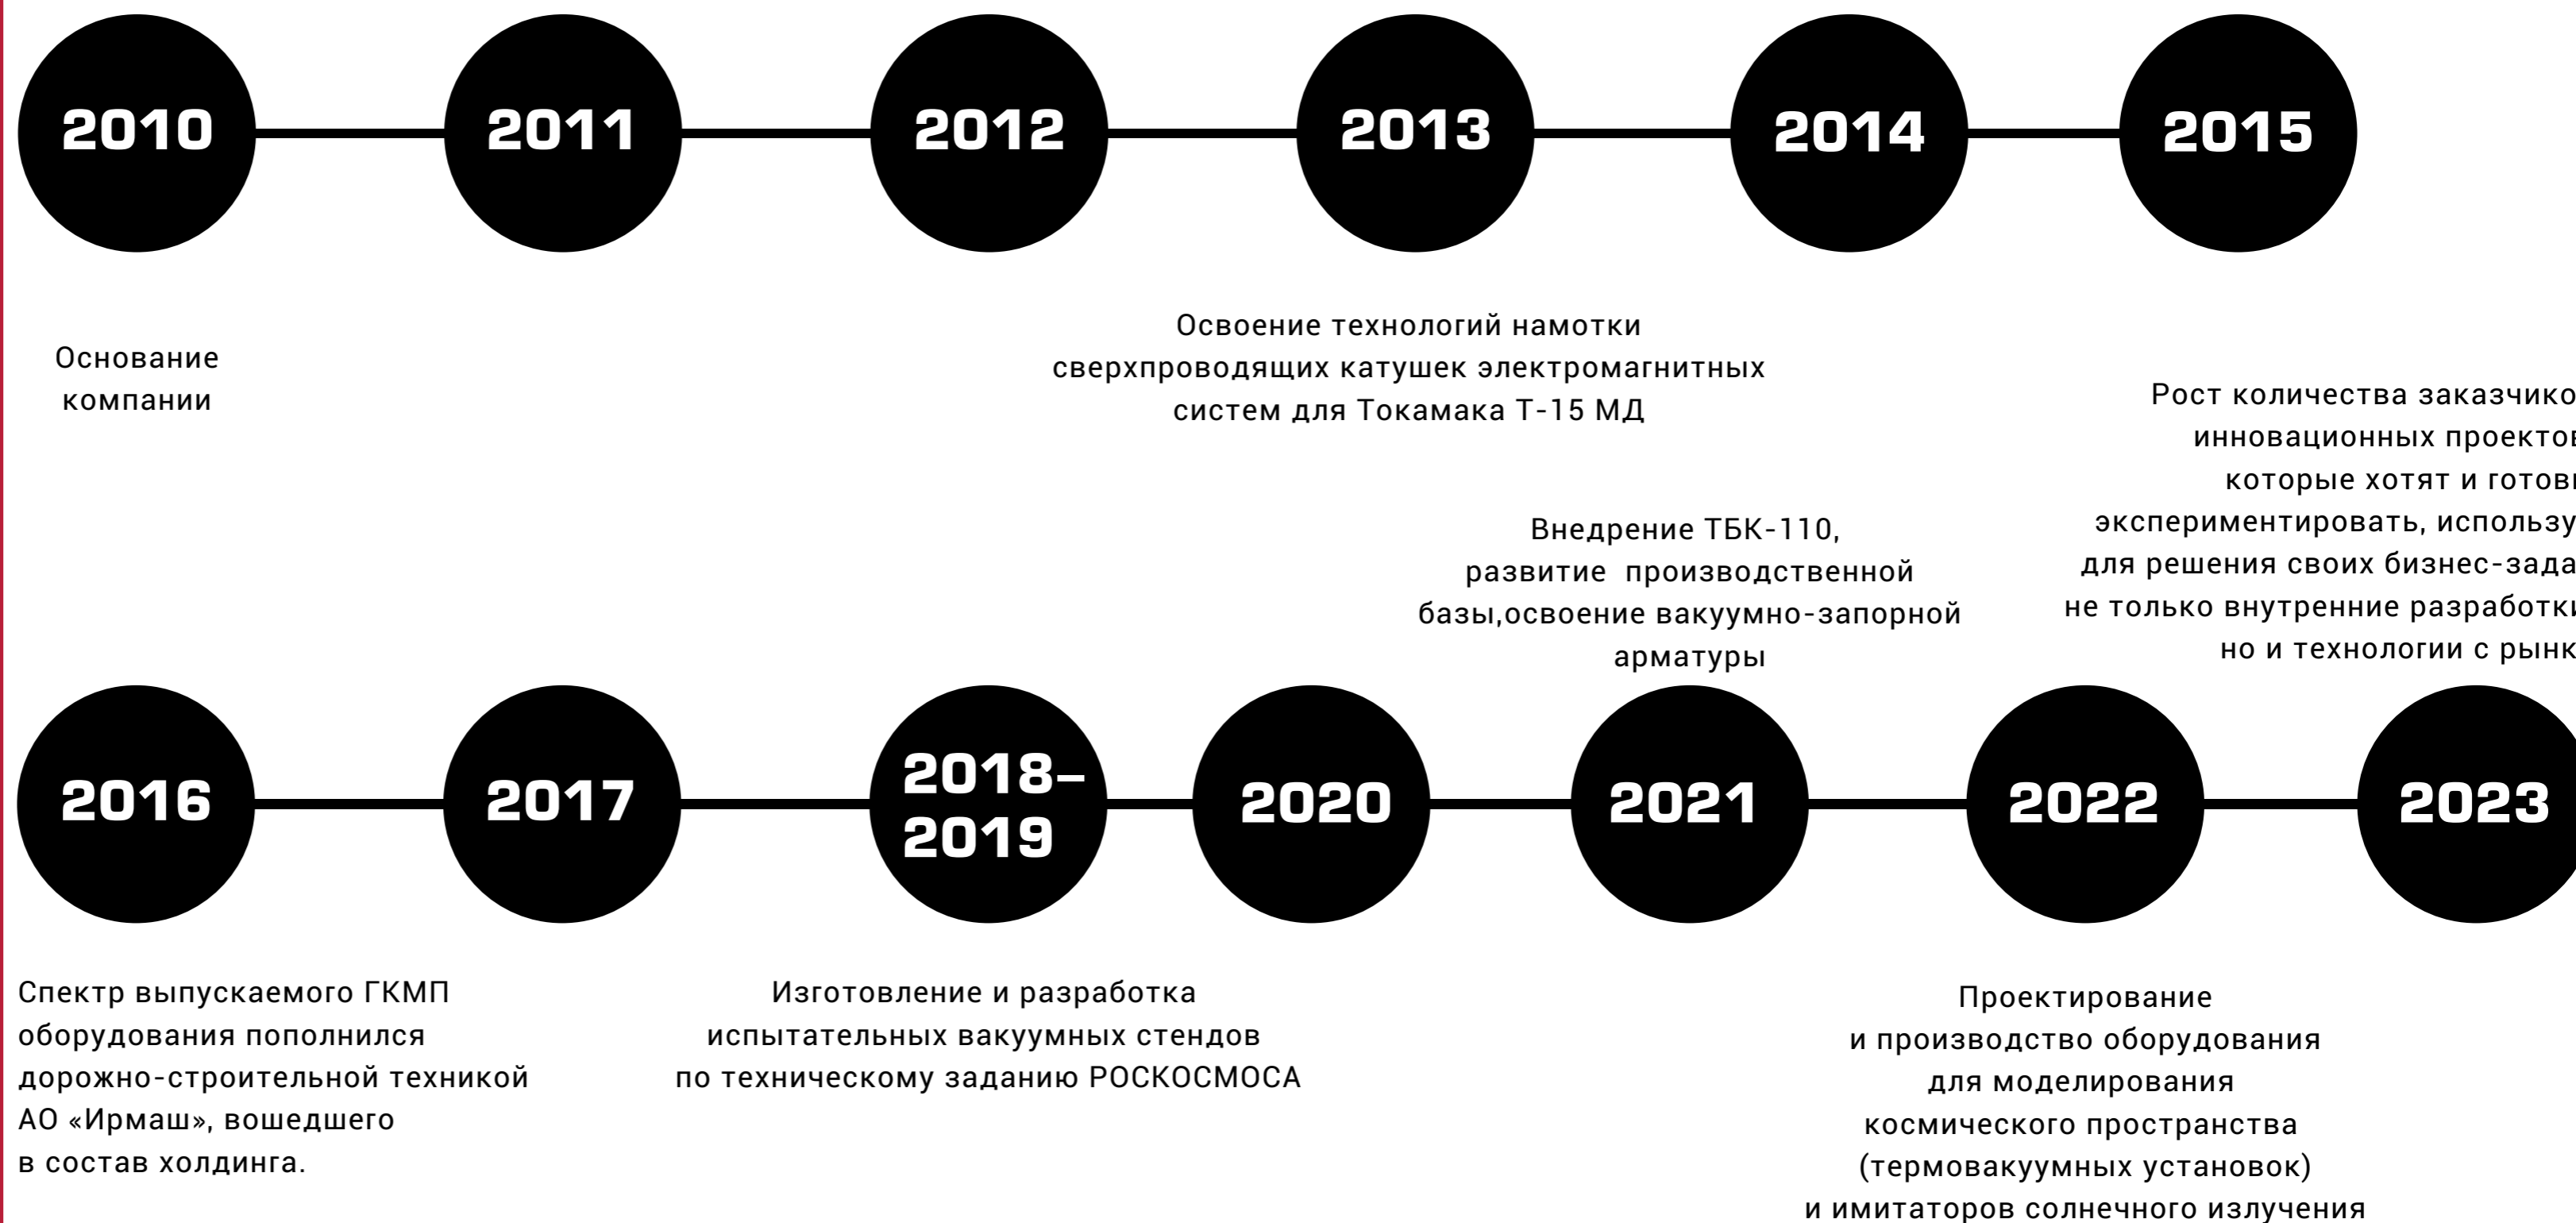 2010
2011
2012
2013
2014
2015
Основание
компании
Освоение технологий намотки
сверхпроводящих катушек электромагнитных
систем для Токамака Т-15 МД
Внедрение ТБК-110,
развитие  производственной
базы,освоение вакуумно-запорной
арматуры
Рост количества заказчико
инновационных проектов
которые хотят и готовы
экспериментировать, использу
для решения своих бизнес-зада
не только внутренние разработки
но и технологии с рынк
2016
2017
2018–
2019
2020
2021
2022
2023
Спектр выпускаемого ГКМП
оборудования пополнился
дорожно-строительной техникой
АО «Ирмаш», вошедшего
в состав холдинга.
Изготовление и разработка
испытательных вакуумных стендов
по техническому заданию РОСКОСМОСА
Проектирование
и производство оборудования
для моделирования
космического пространства
(термовакуумных установок)
и имитаторов солнечного излучения